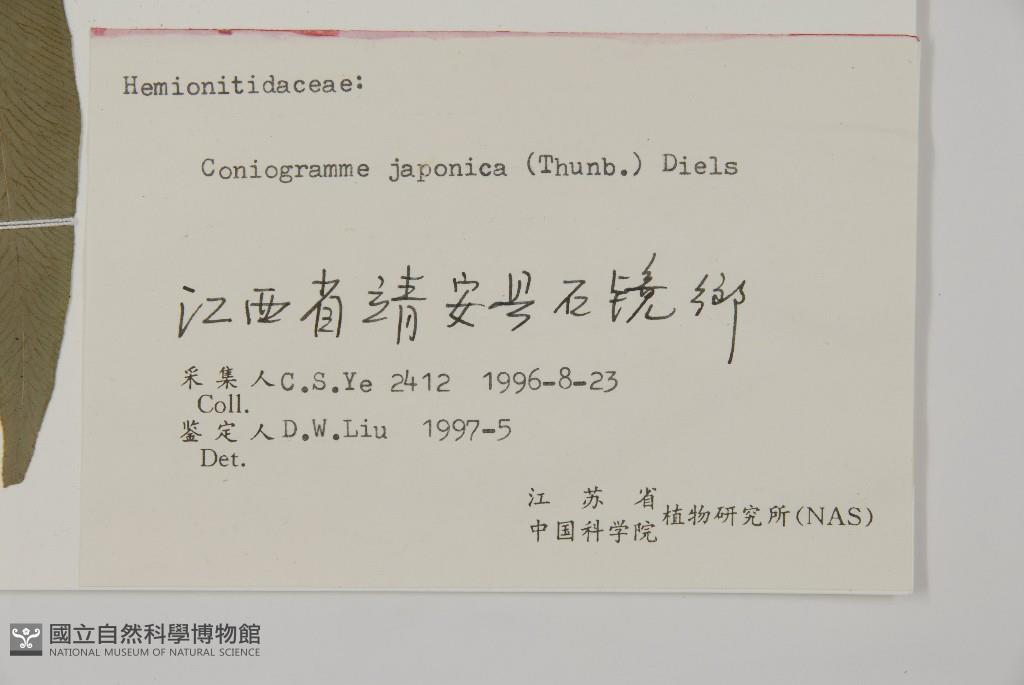 Hemionitidaceae:
Coniogramme japonica (Thunb.) Diels
江西省靖安县石镜鄉
采集人 C.S.Ye 2412 1996-8-23
Coll.
鉴定人 D.W.Liu 1997-5
Det.
江苏省
中国科学院 植物研究所(NAS)
國立自然科學博物館
NATIONAL MUSEUM OF NATURAL SCIENCE